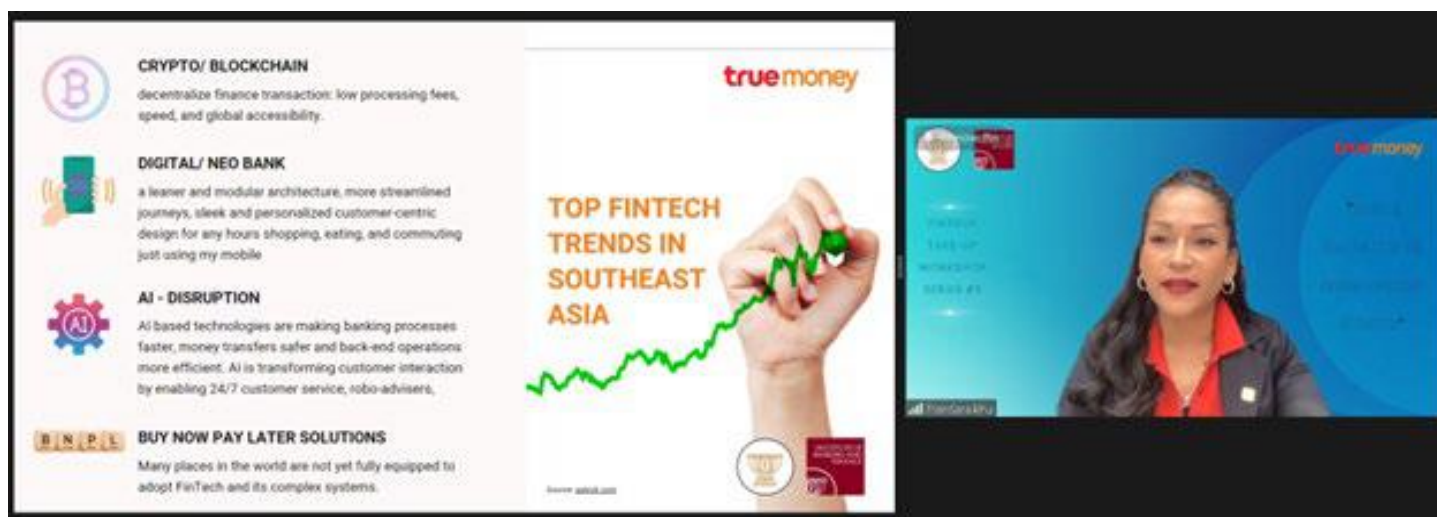 CRYPTO/ BLOCKCHAIN
decentralize finance transaction: low processing fees,
speed, and global accessibility.
DIGITAL/ NEO BANK
a leaner and modular architecture, more streamlined
journeys, sleek and personalized customer-centric
design for any hours shopping, eating, and commuting
just using my mobile
AI - DISRUPTION
AI based technologies are making banking processes
faster, money transfers safer and back-end operations
more efficient. AI is transforming customer interaction
by enabling 24/7 customer service, robo-advisers,
BUY NOW PAY LATER SOLUTIONS
Many places in the world are not yet fully equipped to
adopt FinTech and its complex systems.
B
AI
B N P L
truemoney
TOP FINTECH
TRENDS IN
SOUTHEAST
ASIA
Source:
truemoney
WORKSHOP